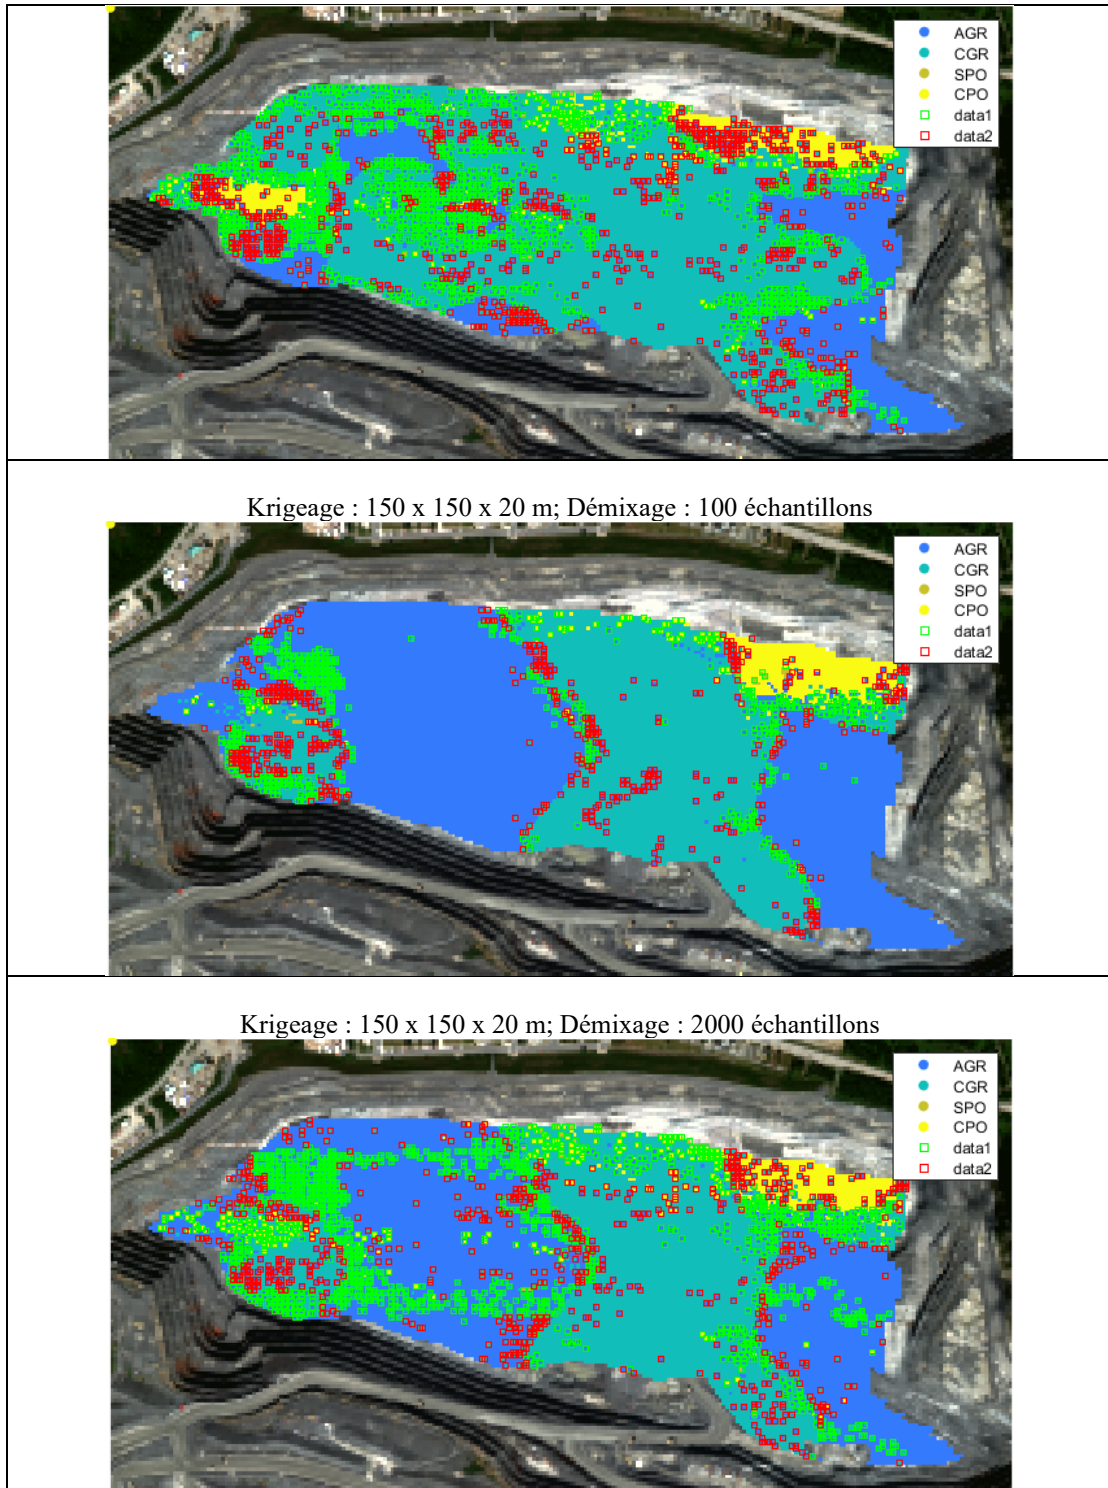 AGR
CGR
SPO
CPO
data1
data2
Krigeage : 150 x 150 x 20 m; Démixage : 100 échantillons
AGR
CGR
SPO
CPO
data1
data2
Krigeage : 150 x 150 x 20 m; Démixage : 2000 échantillons
AGR
CGR
SPO
CPO
data1
data2